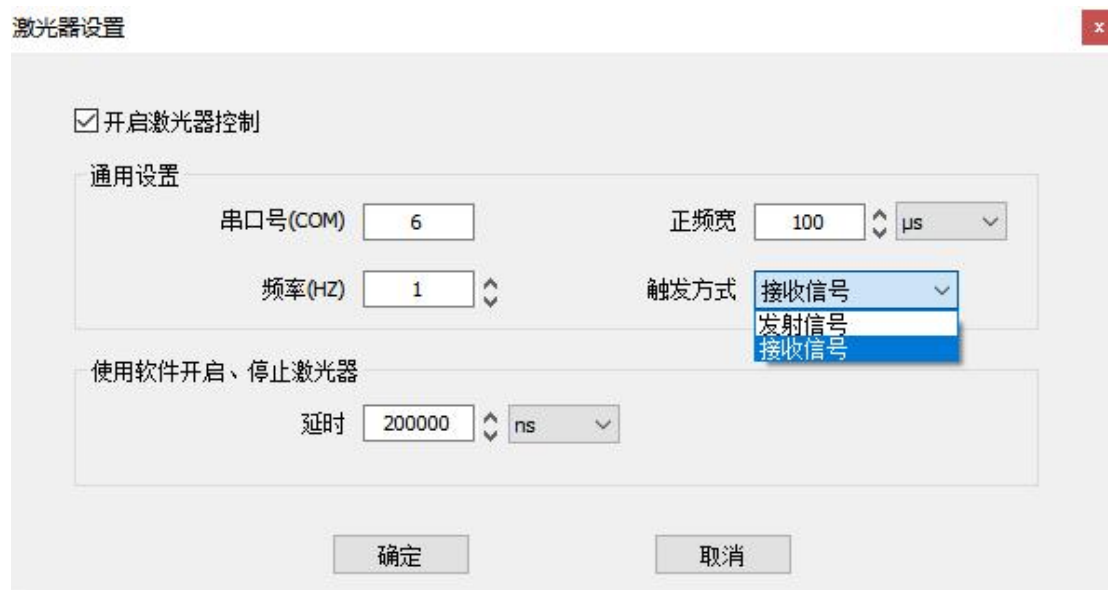 激光器设置
x
开启激光器控制
通用设置
串口号(COM) 6 正频宽 100 μs
频率(HZ) 1 触发方式 接收信号
发射信号
接收信号
使用软件开启、停止激光器
延时 200000 ns
确定 取消